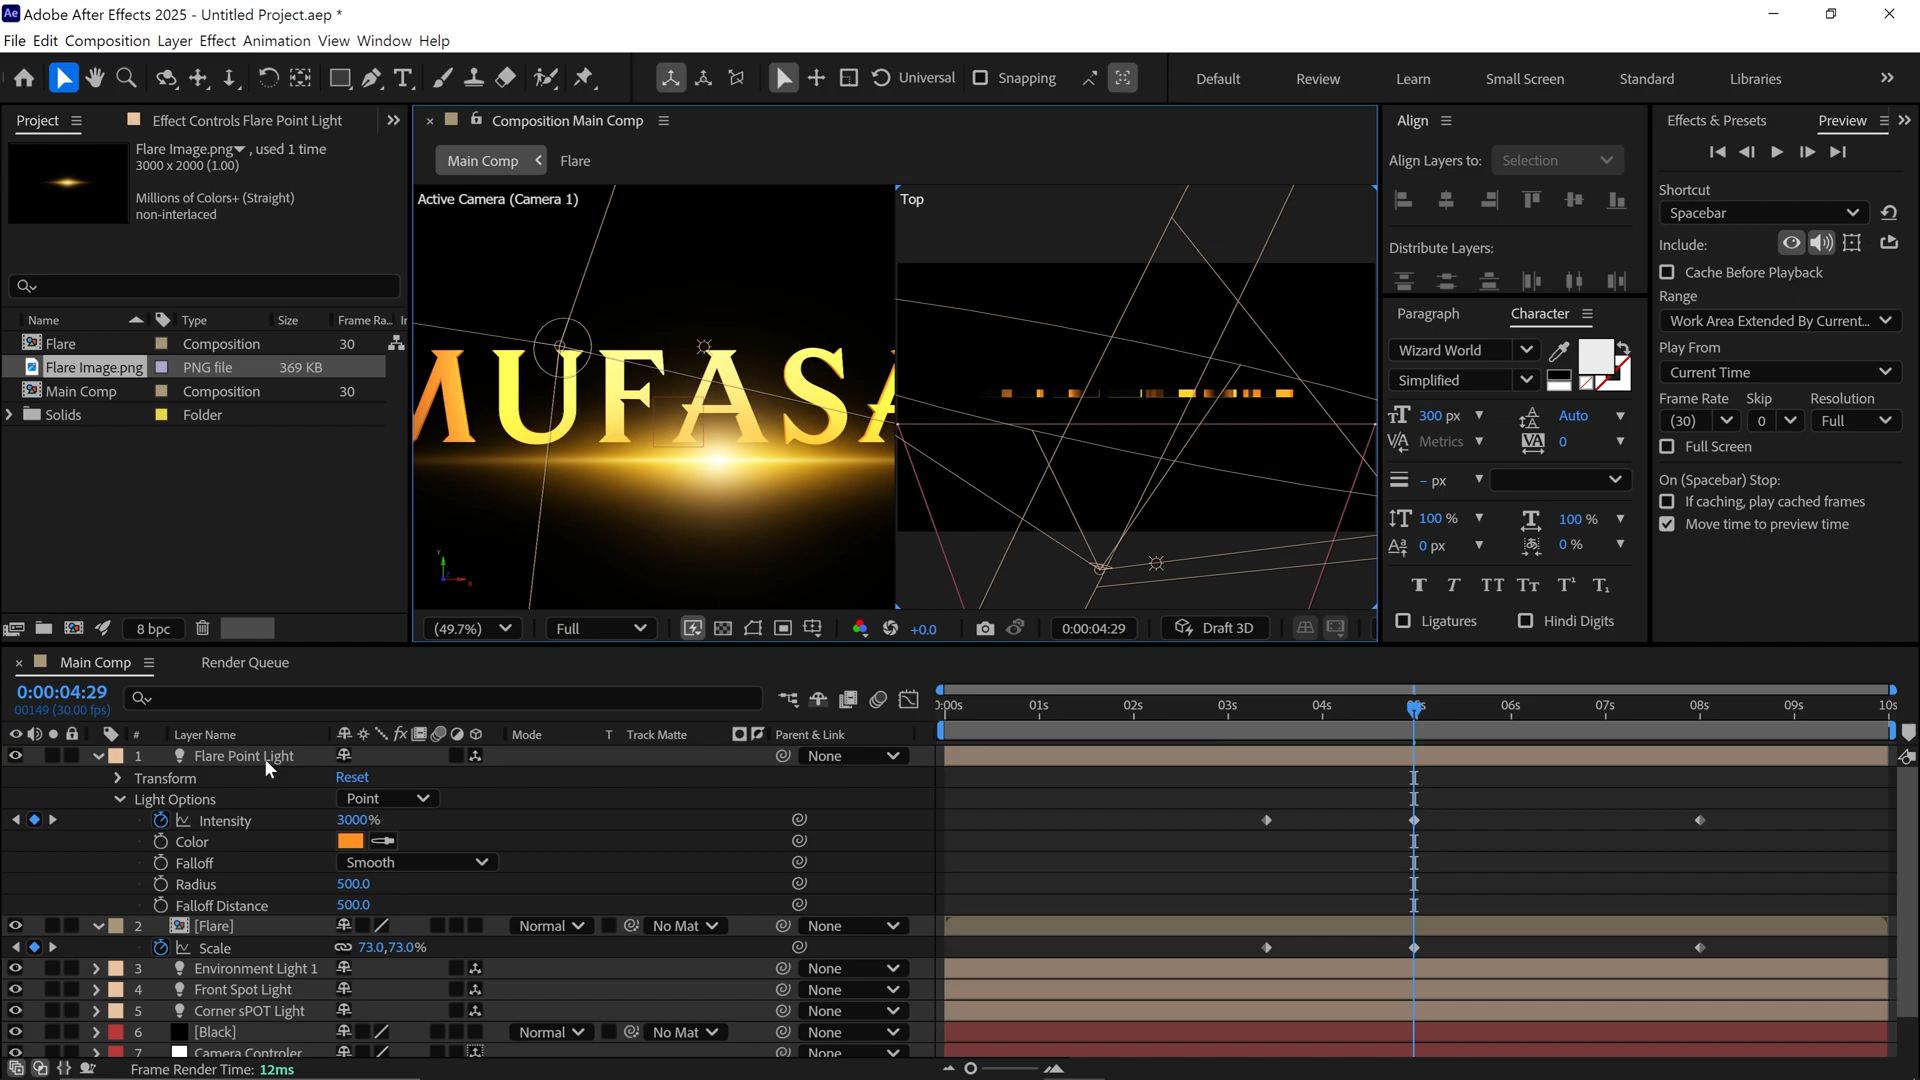 Adobe After Effects 2025 - Untitled Project.aep *
File Edit Composition Layer Effect Animation View Window Help
Universal Snapping Default Review Learn Small Screen Standard Libraries
Project Effect Controls Flare Point Light
Flare Image.png , used 1 time
3000 x 2000 (1.00)
Millions of Colors+ (Straight)
non-interlaced
Name Type Size Frame Ra...
Flare Composition 30
Flare Image.png PNG file 369 KB
Main Comp Composition 30
Solids Folder
8 bpc
Composition Main Comp
Main Comp Flare
Active Camera (Camera 1)
Top
MUFASA
(49.7%) Full +0.0 0:00:04:29 Draft 3D
Align
Align Layers to: Selection
Distribute Layers:
Paragraph Character
Wizard World
Simplified
300 px Auto
Metrics 0
- px
100 % 100 %
0 px 0 %
Ligatures Hindi Digits
Effects & Presets Preview
Shortcut
Spacebar
Include:
Cache Before Playback
Range
Work Area Extended By Current...
Play From
Current Time
Frame Rate Skip Resolution
(30) 0 Full
Full Screen
On (Spacebar) Stop:
If caching, play cached frames
Move time to preview time
Main Comp Render Queue
0:00:04:29
00149 (30.00 fps)
01s 02s 03s 04s 06s 07s 08s 09s 10s
# Layer Name Mode T Track Matte Parent & Link
1 Flare Point Light None
Transform Reset
Light Options Point
Intensity 3000%
Color
Falloff Smooth
Radius 500.0
Falloff Distance 500.0
2 [Flare] Normal No Mat None
Scale 73.0,73.0%
3 Environment Light 1 None
4 Front Spot Light None
5 Corner sPOT Light None
6 [Black] Normal No Mat None
7 Camera Controler None
Frame Render Time: 12ms